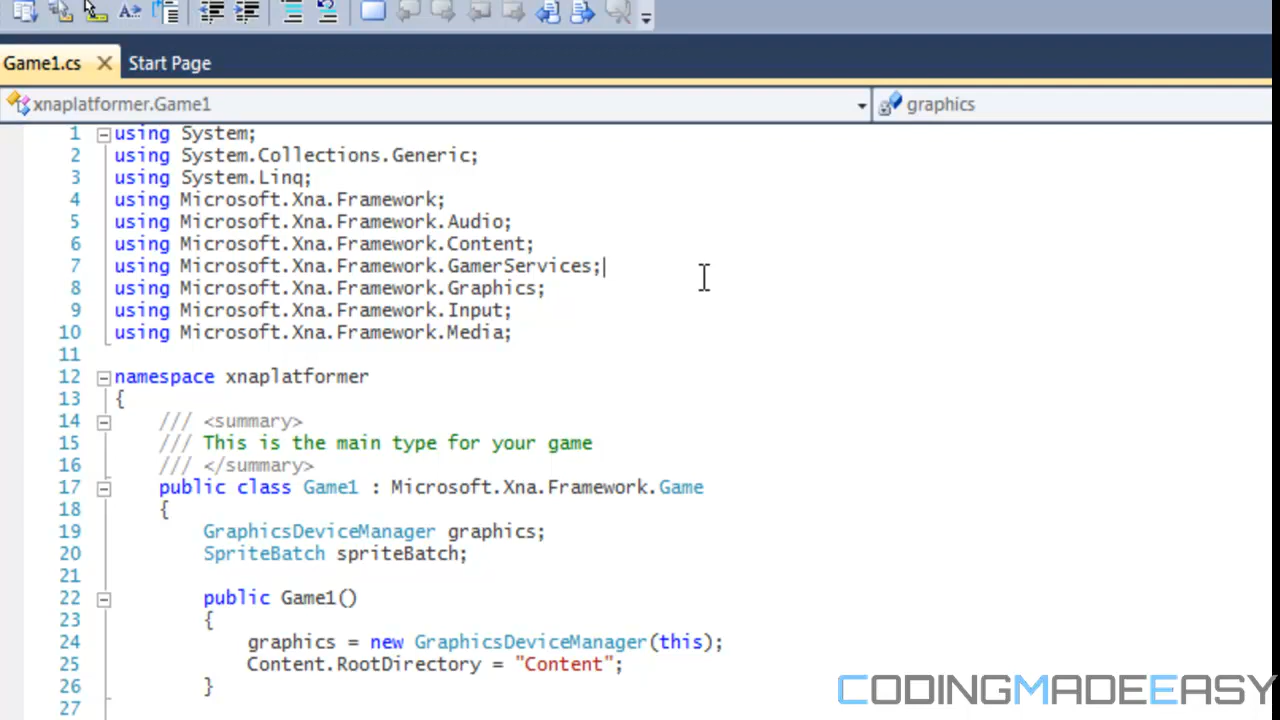 Game1.cs Start Page
xnaplatformer.Game1 graphics
1 using System;
2 using System.Collections.Generic;
3 using System.Linq;
4 using Microsoft.Xna.Framework;
5 using Microsoft.Xna.Framework.Audio;
6 using Microsoft.Xna.Framework.Content;
7 using Microsoft.Xna.Framework.GamerServices;
8 using Microsoft.Xna.Framework.Graphics;
9 using Microsoft.Xna.Framework.Input;
10 using Microsoft.Xna.Framework.Media;
11
12 namespace xnaplatformer
13 {
14 /// <summary>
15 /// This is the main type for your game
16 /// </summary>
17 public class Game1 : Microsoft.Xna.Framework.Game
18 {
19 GraphicsDeviceManager graphics;
20 SpriteBatch spriteBatch;
21
22 public Game1()
23 {
24 graphics = new GraphicsDeviceManager(this);
25 Content.RootDirectory = "Content";
26 }
27
CODINGMADEEASY